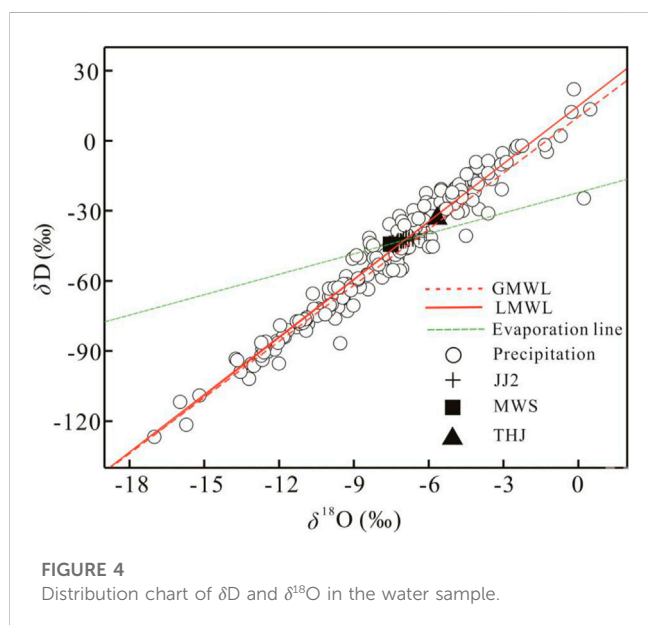 30
0
-30
-60
-90
-120
δD (‰)
GMWL
LMWL
Evaporation line
Precipitation
JJ2
MWS
THJ
-18 -15 -12 -9 -6 -3 0
δ¹⁸O (‰)
FIGURE 4
Distribution chart of δD and δ¹⁸O in the water sample.